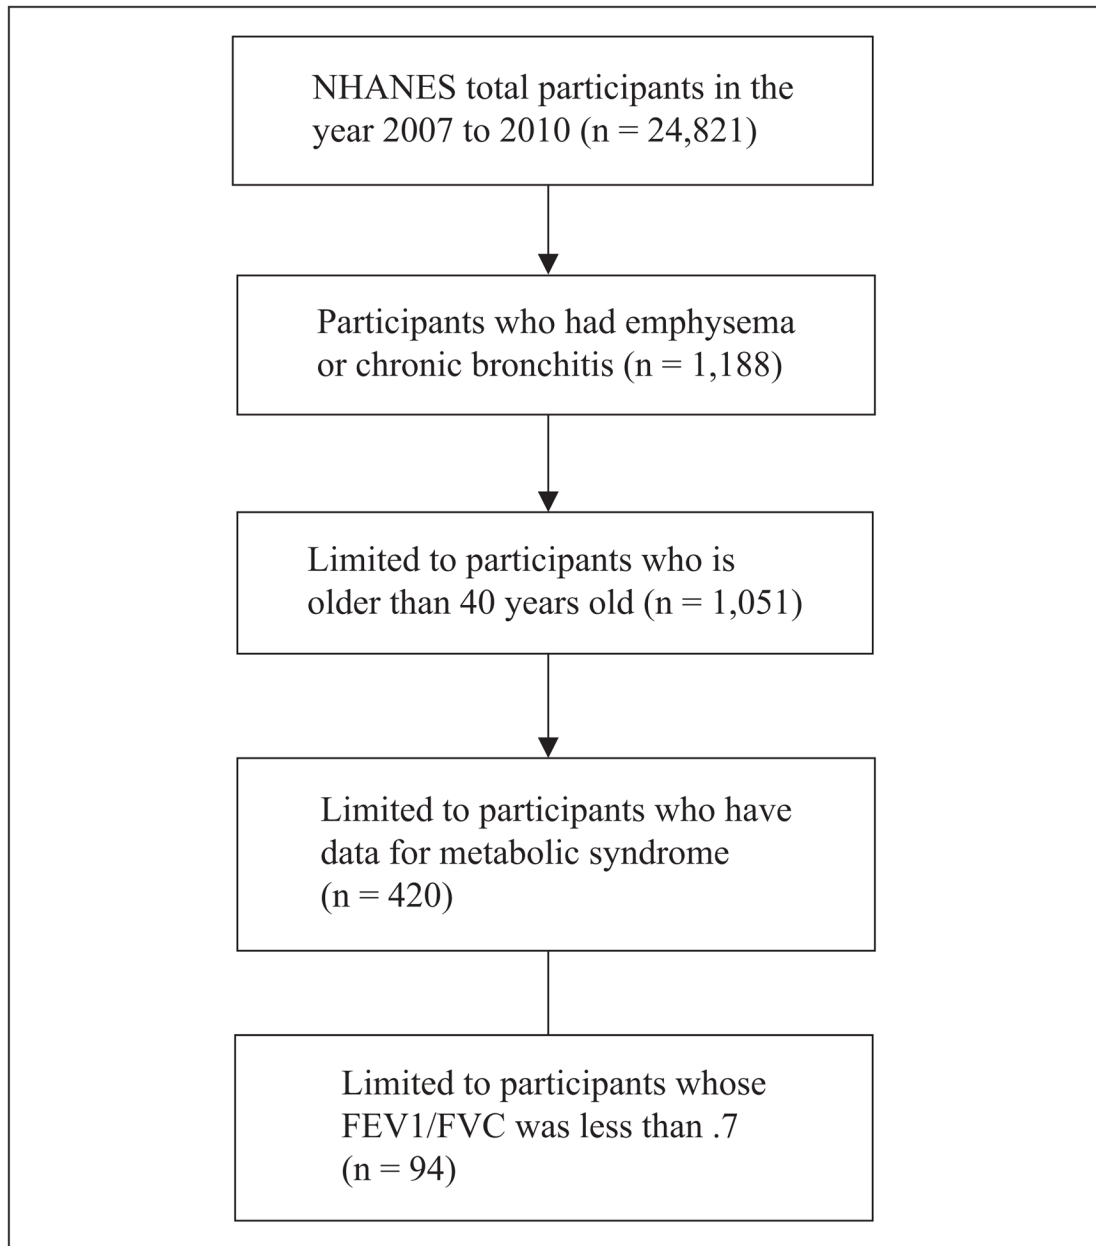 NHANES total participants in the
year 2007 to 2010 (n = 24,821)
Participants who had emphysema
or chronic bronchitis (n = 1,188)
Limited to participants who is
older than 40 years old (n = 1,051)
Limited to participants who have
data for metabolic syndrome
(n = 420)
Limited to participants whose
FEV1/FVC was less than .7
(n = 94)